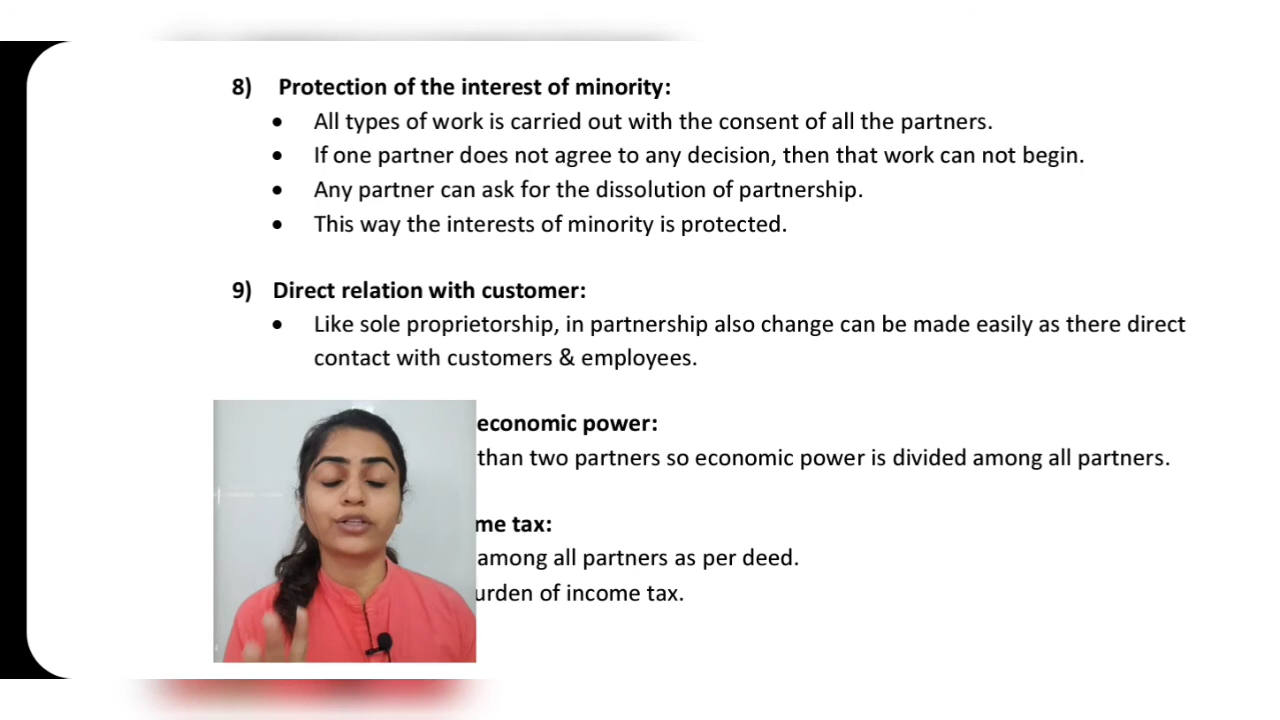 8) Protection of the interest of minority:
• All types of work is carried out with the consent of all the partners.
• If one partner does not agree to any decision, then that work can not begin.
• Any partner can ask for the dissolution of partnership.
• This way the interests of minority is protected.
9) Direct relation with customer:
• Like sole proprietorship, in partnership also change can be made easily as there direct
contact with customers & employees.
economic power:
than two partners so economic power is divided among all partners.
me tax:
among all partners as per deed.
urden of income tax.